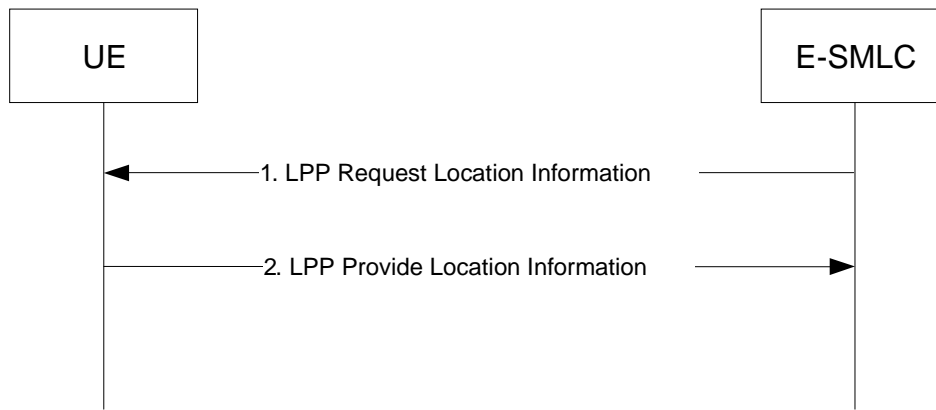 UE
E-SMLC
1. LPP Request Location Information
2. LPP Provide Location Information